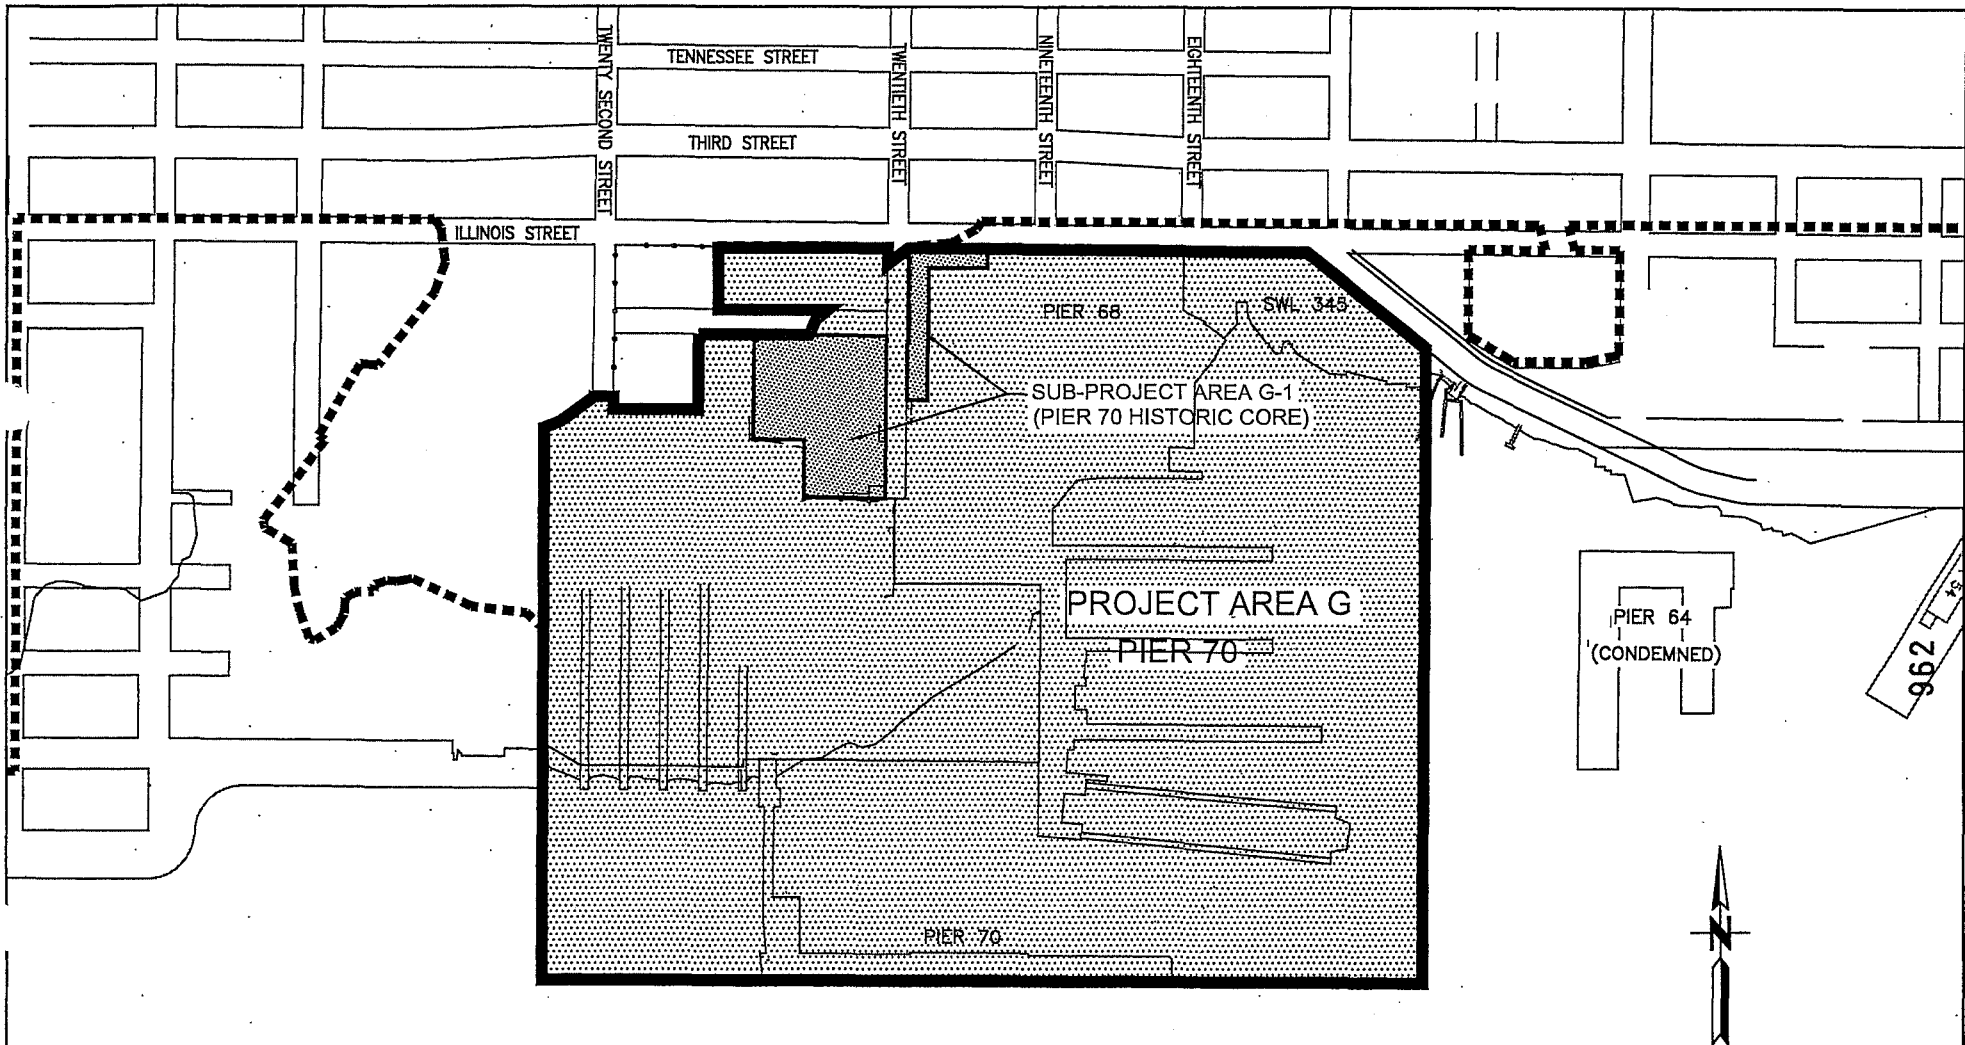 TENNESSEE STREET
THIRD STREET
ILLINOIS STREET
TWENTY SECOND STREET
TWENTIETH STREET
NINETEENTH STREET
EIGHTEENTH STREET
PIER 68
SWL 345
SUB-PROJECT AREA G-1
(PIER 70 HISTORIC CORE)
PROJECT AREA G
PIER 70
PIER 70
PIER 64
(CONDEMNED)
54
962
N